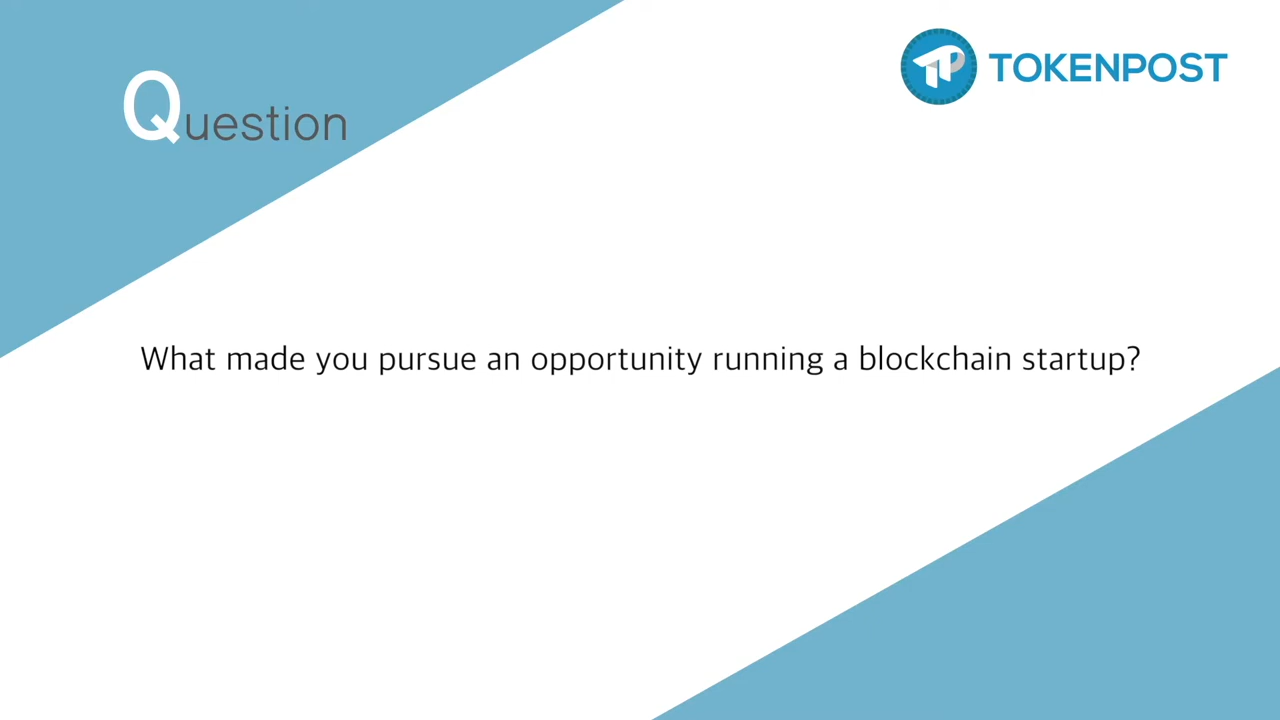 TOKENPOST
Question
What made you pursue an opportunity running a blockchain startup?